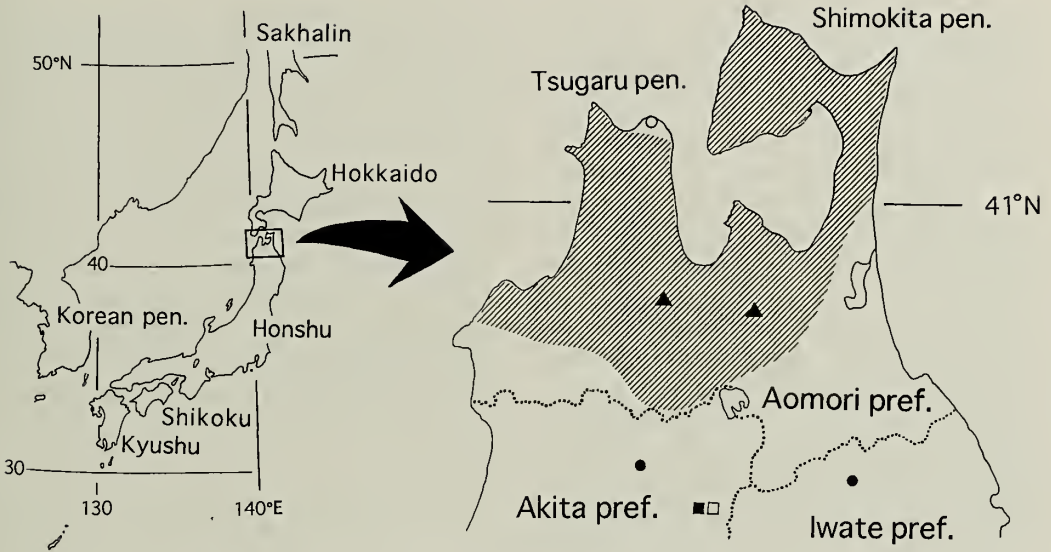 Sakhalin
50°N
Hokkaido
40
Korean pen.
Honshu
Shikoku
Kyushu
30
130
140°E
Shimokita pen.
Tsugaru pen.
41°N
Aomori pref.
Akita pref.
Iwate pref.